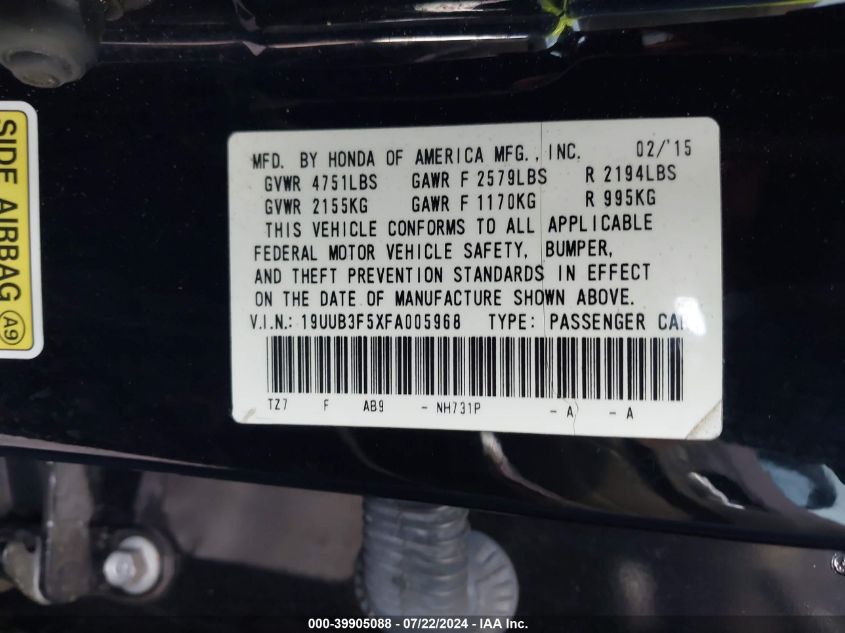 SIDE AIRBAG A9
MFD. BY HONDA OF AMERICA MFG., INC. 02/'15
GVWR 4751LBS GAWR F 2579LBS R 2194LBS
GVWR 2155KG GAWR F 1170KG R 995KG
THIS VEHICLE CONFORMS TO ALL APPLICABLE
FEDERAL MOTOR VEHICLE SAFETY, BUMPER,
AND THEFT PREVENTION STANDARDS IN EFFECT
ON THE DATE OF MANUFACTURE SHOWN ABOVE.
V.I.N.: 19UUB3F5XFA005968 TYPE: PASSENGER CAR
TZ7 F AB9 - NH731P - A - A
000-39905088 - 07/22/2024 - IAA Inc.